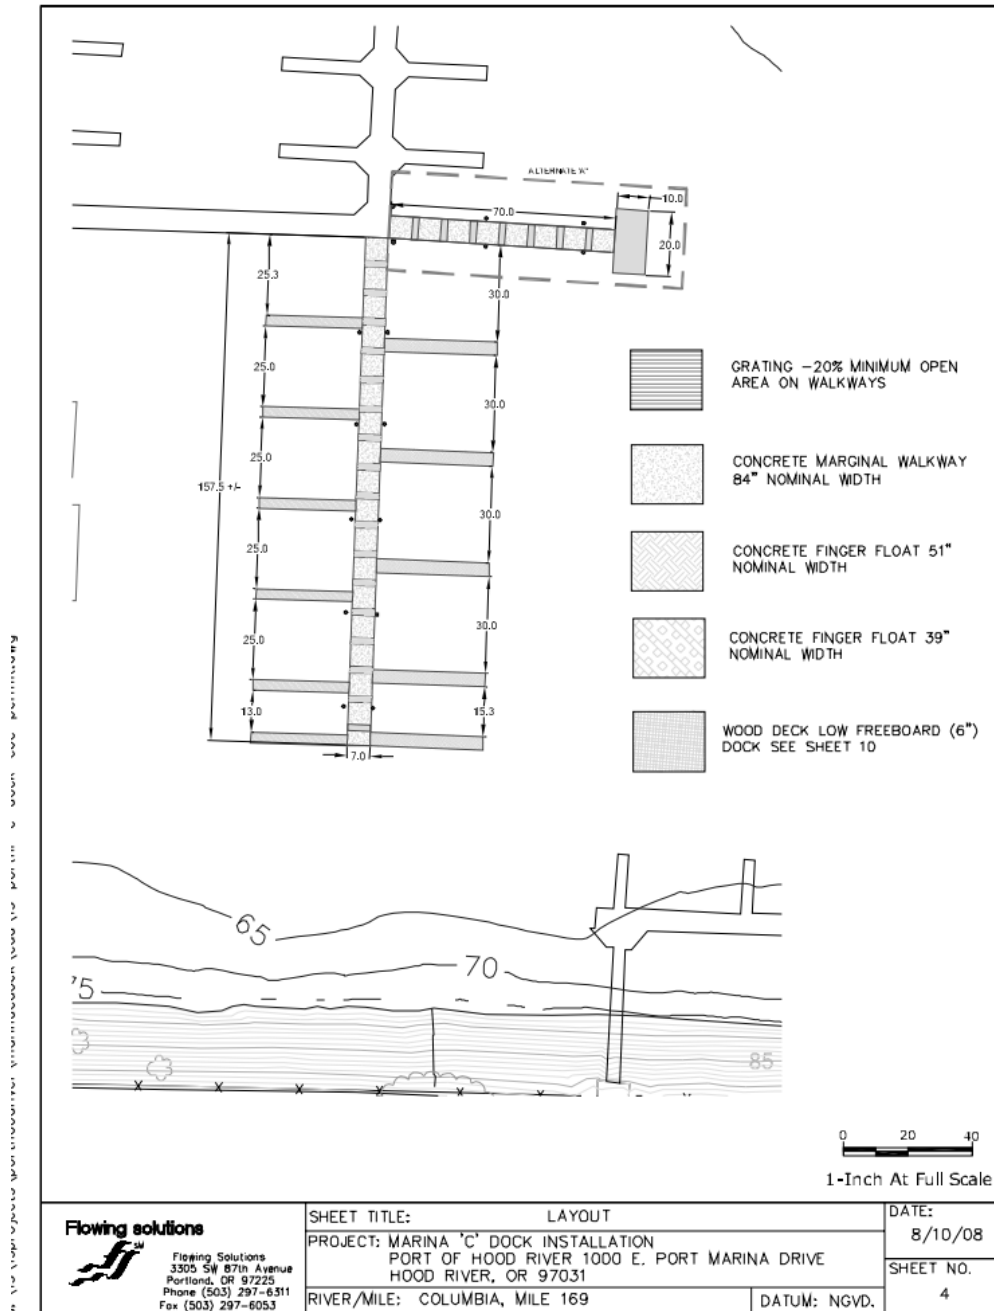 ALTERNATE 'A'
70.0
10.0
20.0
25.3
30.0
25.0
30.0
25.0
157.5 +/-
30.0
25.0
30.0
25.0
13.0
15.3
7.0
GRATING -20% MINIMUM OPEN
AREA ON WALKWAYS
CONCRETE MARGINAL WALKWAY
84" NOMINAL WIDTH
CONCRETE FINGER FLOAT 51"
NOMINAL WIDTH
CONCRETE FINGER FLOAT 39"
NOMINAL WIDTH
WOOD DECK LOW FREEBOARD (6")
DOCK SEE SHEET 10
65
70
75
85
X X X X X X X
0 20 40
1-Inch At Full Scale
Flowing solutions
SM
Flowing Solutions
3305 SW 87th Avenue
Portland, OR 97225
Phone (503) 297-6311
Fax (503) 297-6053
SHEET TITLE: LAYOUT
PROJECT: MARINA 'C' DOCK INSTALLATION
PORT OF HOOD RIVER 1000 E. PORT MARINA DRIVE
HOOD RIVER, OR 97031
RIVER/MILE: COLUMBIA, MILE 169
DATUM: NGVD.
DATE:
8/10/08
SHEET NO.
4